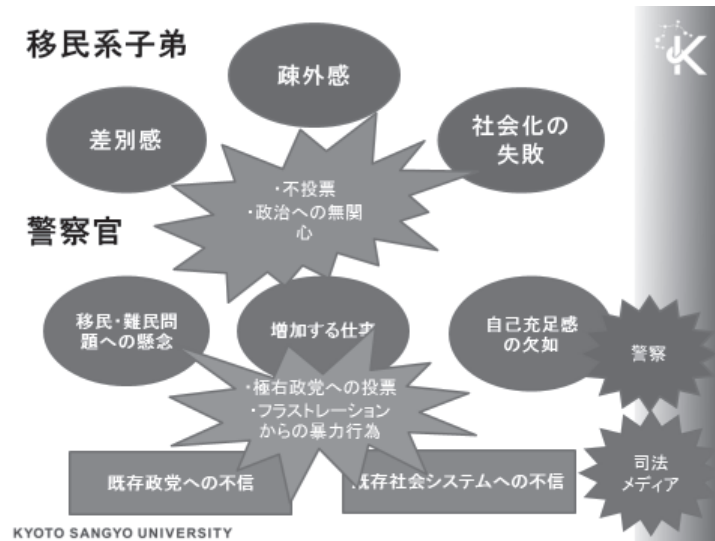 移民系子弟
疎外感
差別感
社会化の
失敗
・不投票
・政治への無関
心
警察官
移民・難民問
題への懸念
増加する仕事
自己充足感
の欠如
警察
・極右政党への投票
・フラストレーション
からの暴力行為
既存政党への不信
既存社会システムへの不信
司法
メディア
KYOTO SANGYO UNIVERSITY